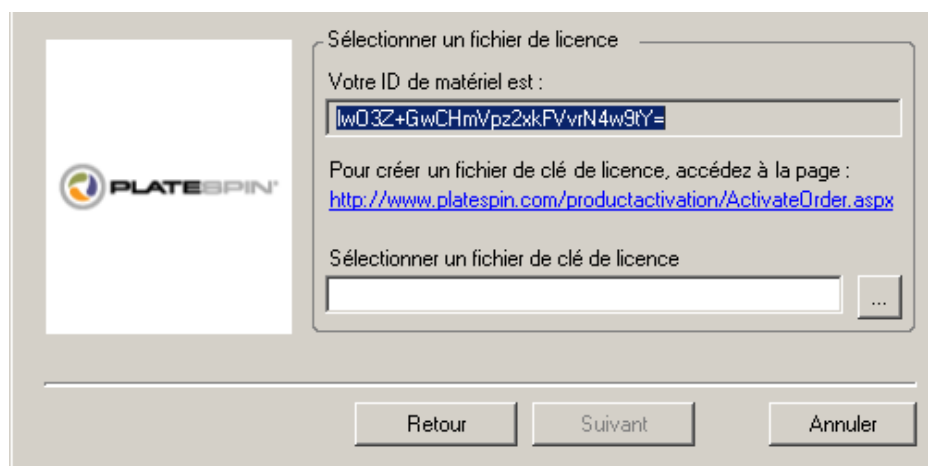 Sélectionner un fichier de licence
Votre ID de matériel est :
lwO3Z+GwCHmVpz2xkFVvrN4w9tY=
PLATESPIN
Pour créer un fichier de clé de licence, accédez à la page :
http://www.platespin.com/productactivation/ActivateOrder.aspx
Sélectionner un fichier de clé de licence
...
Retour
Suivant
Annuler